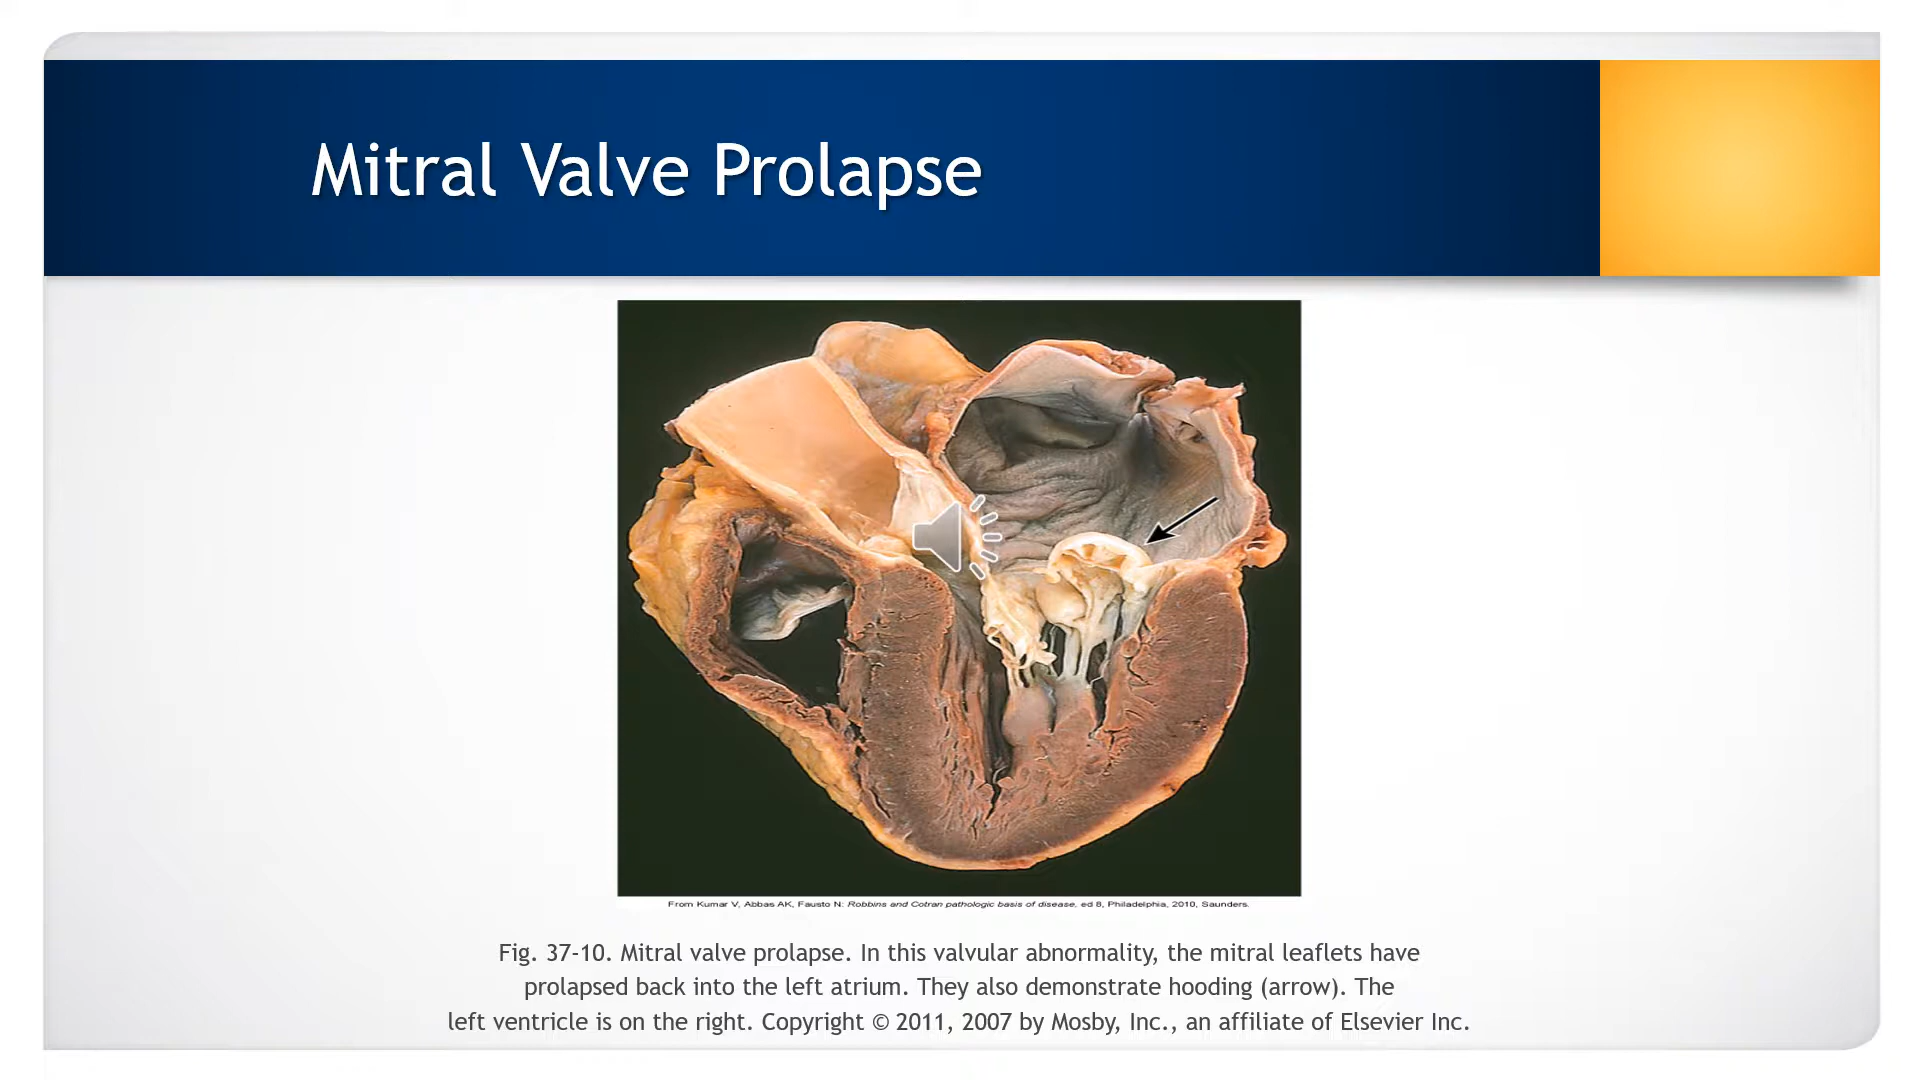 Mitral Valve Prolapse
From Kumar V, Abbas AK, Fausto N: Robbins and Cotran pathologic basis of disease, ed 8, Philadelphia, 2010, Saunders.
Fig. 37-10. Mitral valve prolapse. In this valvular abnormality, the mitral leaflets have
prolapsed back into the left atrium. They also demonstrate hooding (arrow). The
left ventricle is on the right. Copyright © 2011, 2007 by Mosby, Inc., an affiliate of Elsevier Inc.